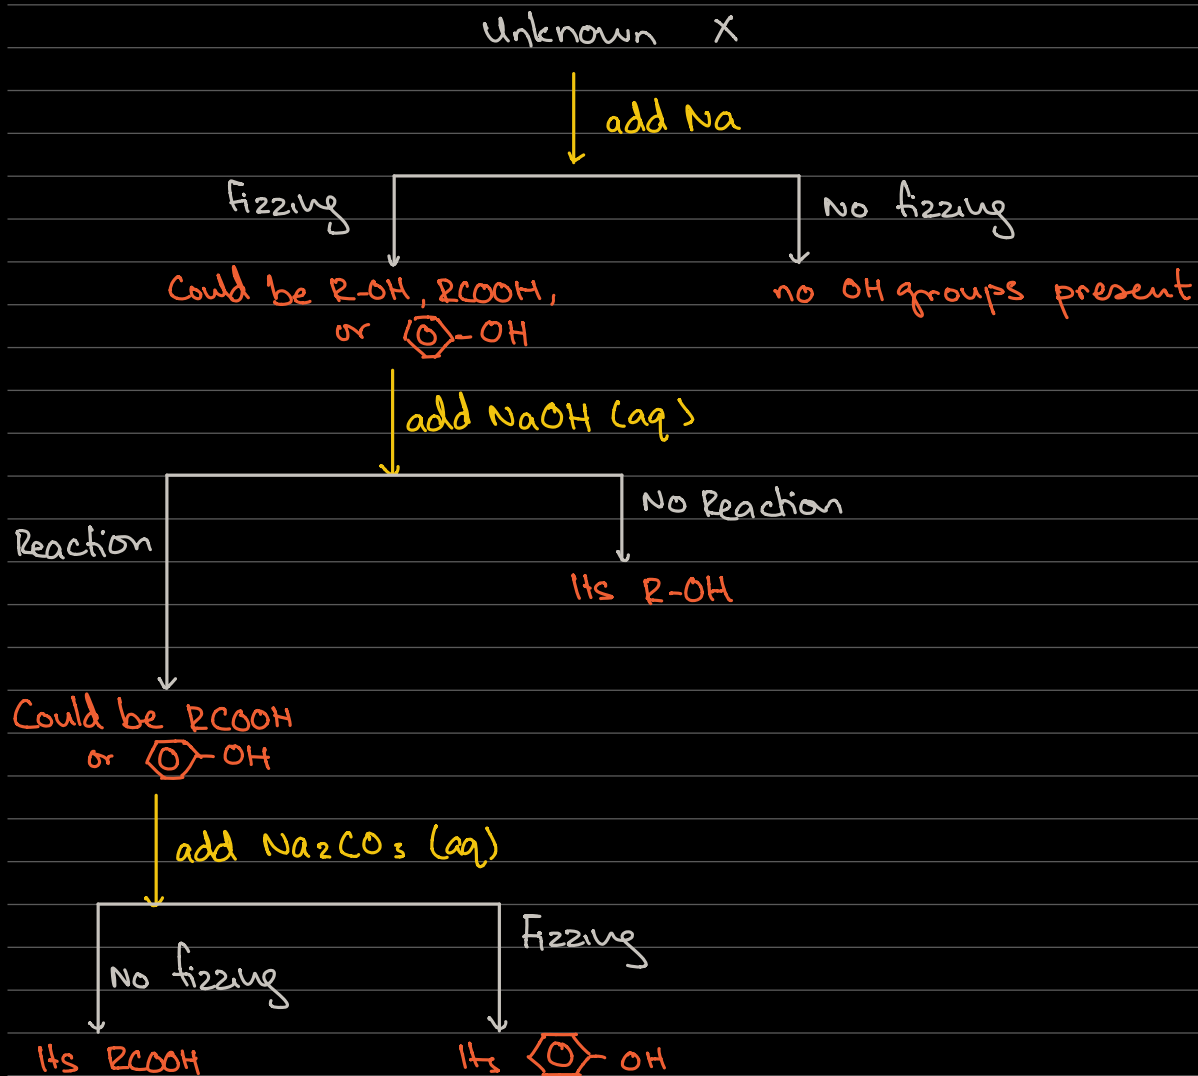 Unknown X
add Na
Fizzing
No fizzing
Could be R-OH, RCOOH,
or -OH
no OH groups present
add NaOH (aq)
Reaction
No Reaction
Its R-OH
Could be RCOOH
or -OH
add Na₂CO₃ (aq)
No fizzing
Fizzing
Its RCOOH
Its -OH